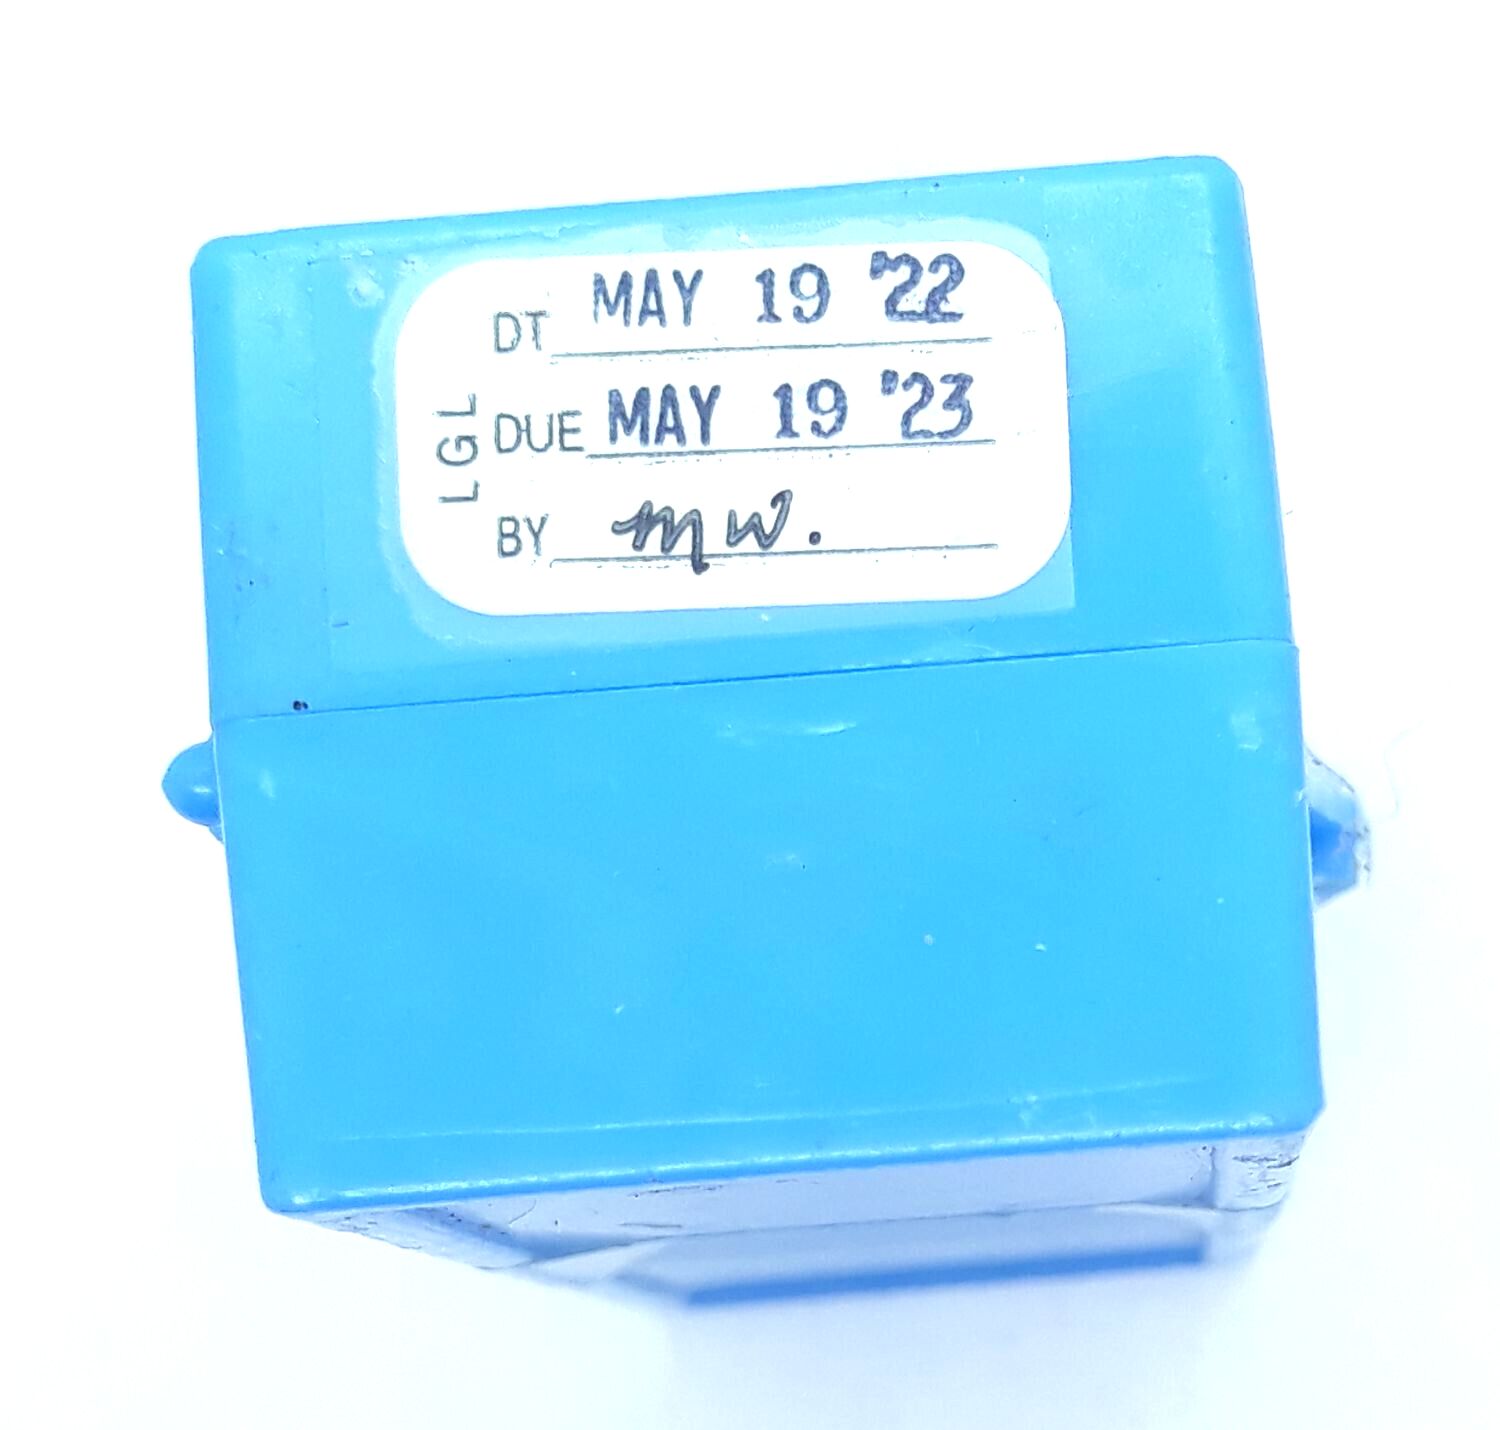 DT MAY 19 '22
LGL
DUE MAY 19 '23
BY MW.